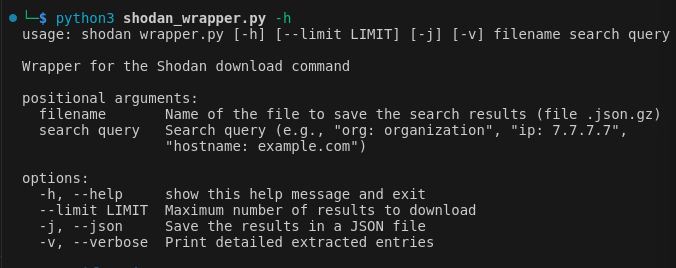 └─$ python3 shodan_wrapper.py -h
usage: shodan wrapper.py [-h] [--limit LIMIT] [-j] [-v] filename search query

Wrapper for the Shodan download command

positional arguments:
  filename       Name of the file to save the search results (file .json.gz)
  search query   Search query (e.g., "org: organization", "ip: 7.7.7.7",
                 "hostname: example.com")

options:
  -h, --help     show this help message and exit
  --limit LIMIT  Maximum number of results to download
  -j, --json     Save the results in a JSON file
  -v, --verbose  Print detailed extracted entries